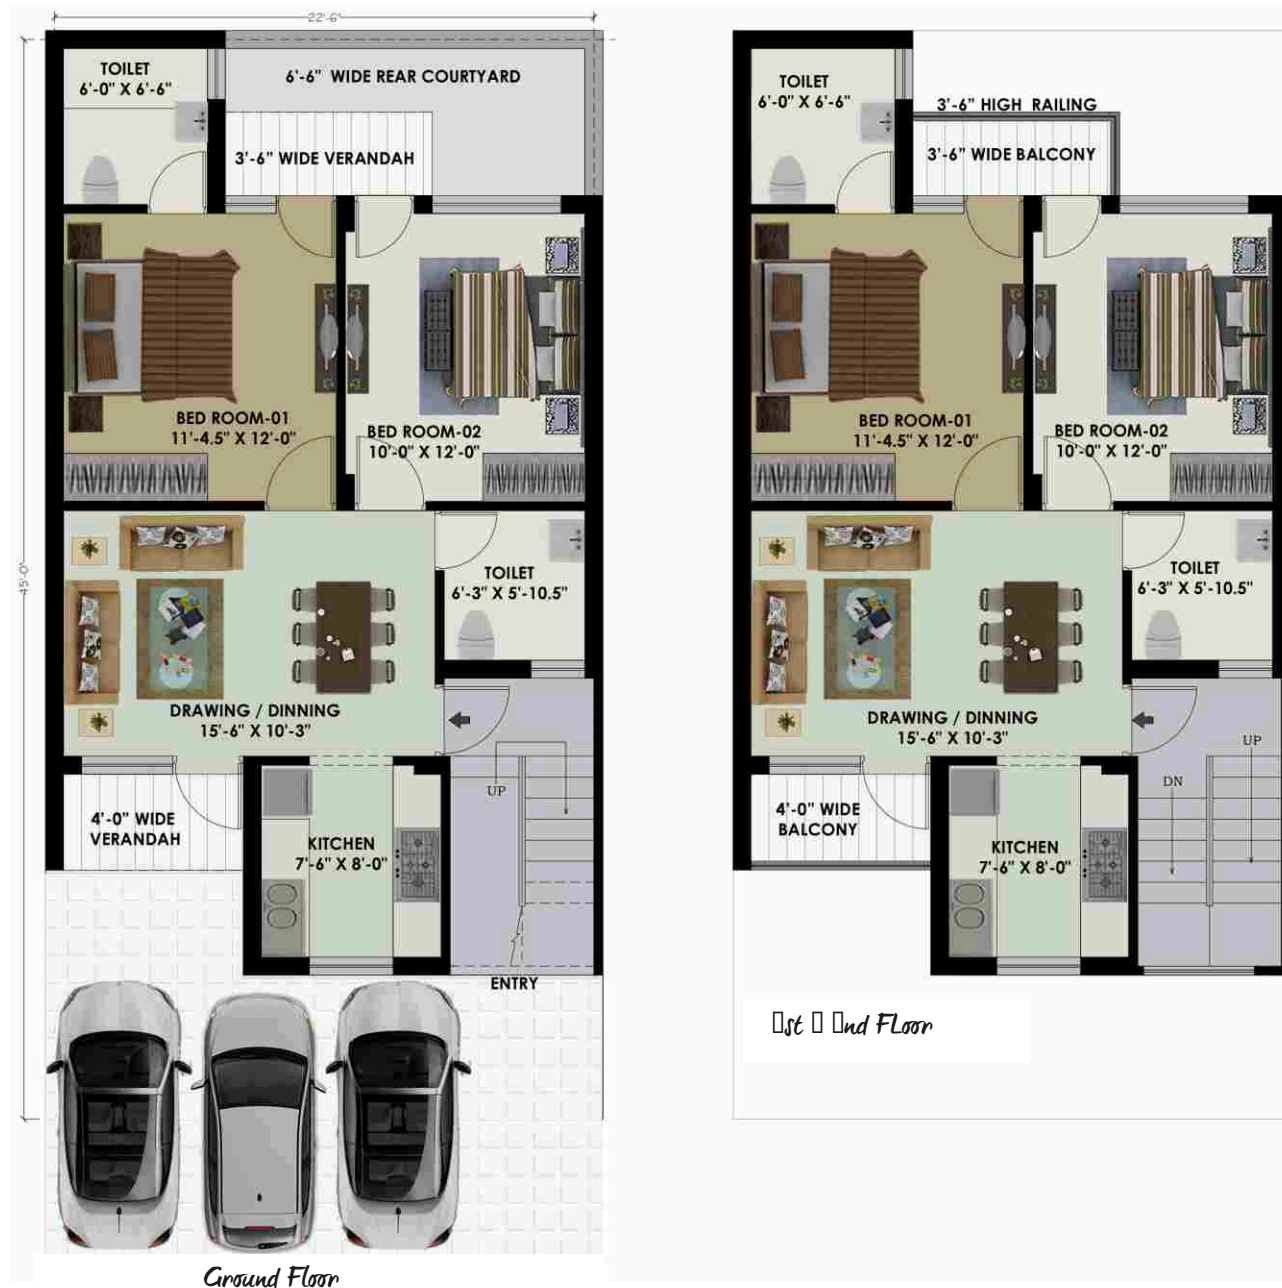 22'-6"
45'-0"
TOILET
6'-0" X 6'-6"
6'-6" WIDE REAR COURTYARD
3'-6" WIDE VERANDAH
BED ROOM-01
11'-4.5" X 12'-0"
BED ROOM-02
10'-0" X 12'-0"
TOILET
6'-3" X 5'-10.5"
DRAWING / DINNING
15'-6" X 10'-3"
4'-0" WIDE
VERANDAH
KITCHEN
7'-6" X 8'-0"
UP
ENTRY
Ground Floor
TOILET
6'-0" X 6'-6"
3'-6" HIGH RAILING
3'-6" WIDE BALCONY
BED ROOM-01
11'-4.5" X 12'-0"
BED ROOM-02
10'-0" X 12'-0"
TOILET
6'-3" X 5'-10.5"
DRAWING / DINNING
15'-6" X 10'-3"
4'-0" WIDE
BALCONY
KITCHEN
7'-6" X 8'-0"
DN
UP
▯st ▯ ▯nd FLoor